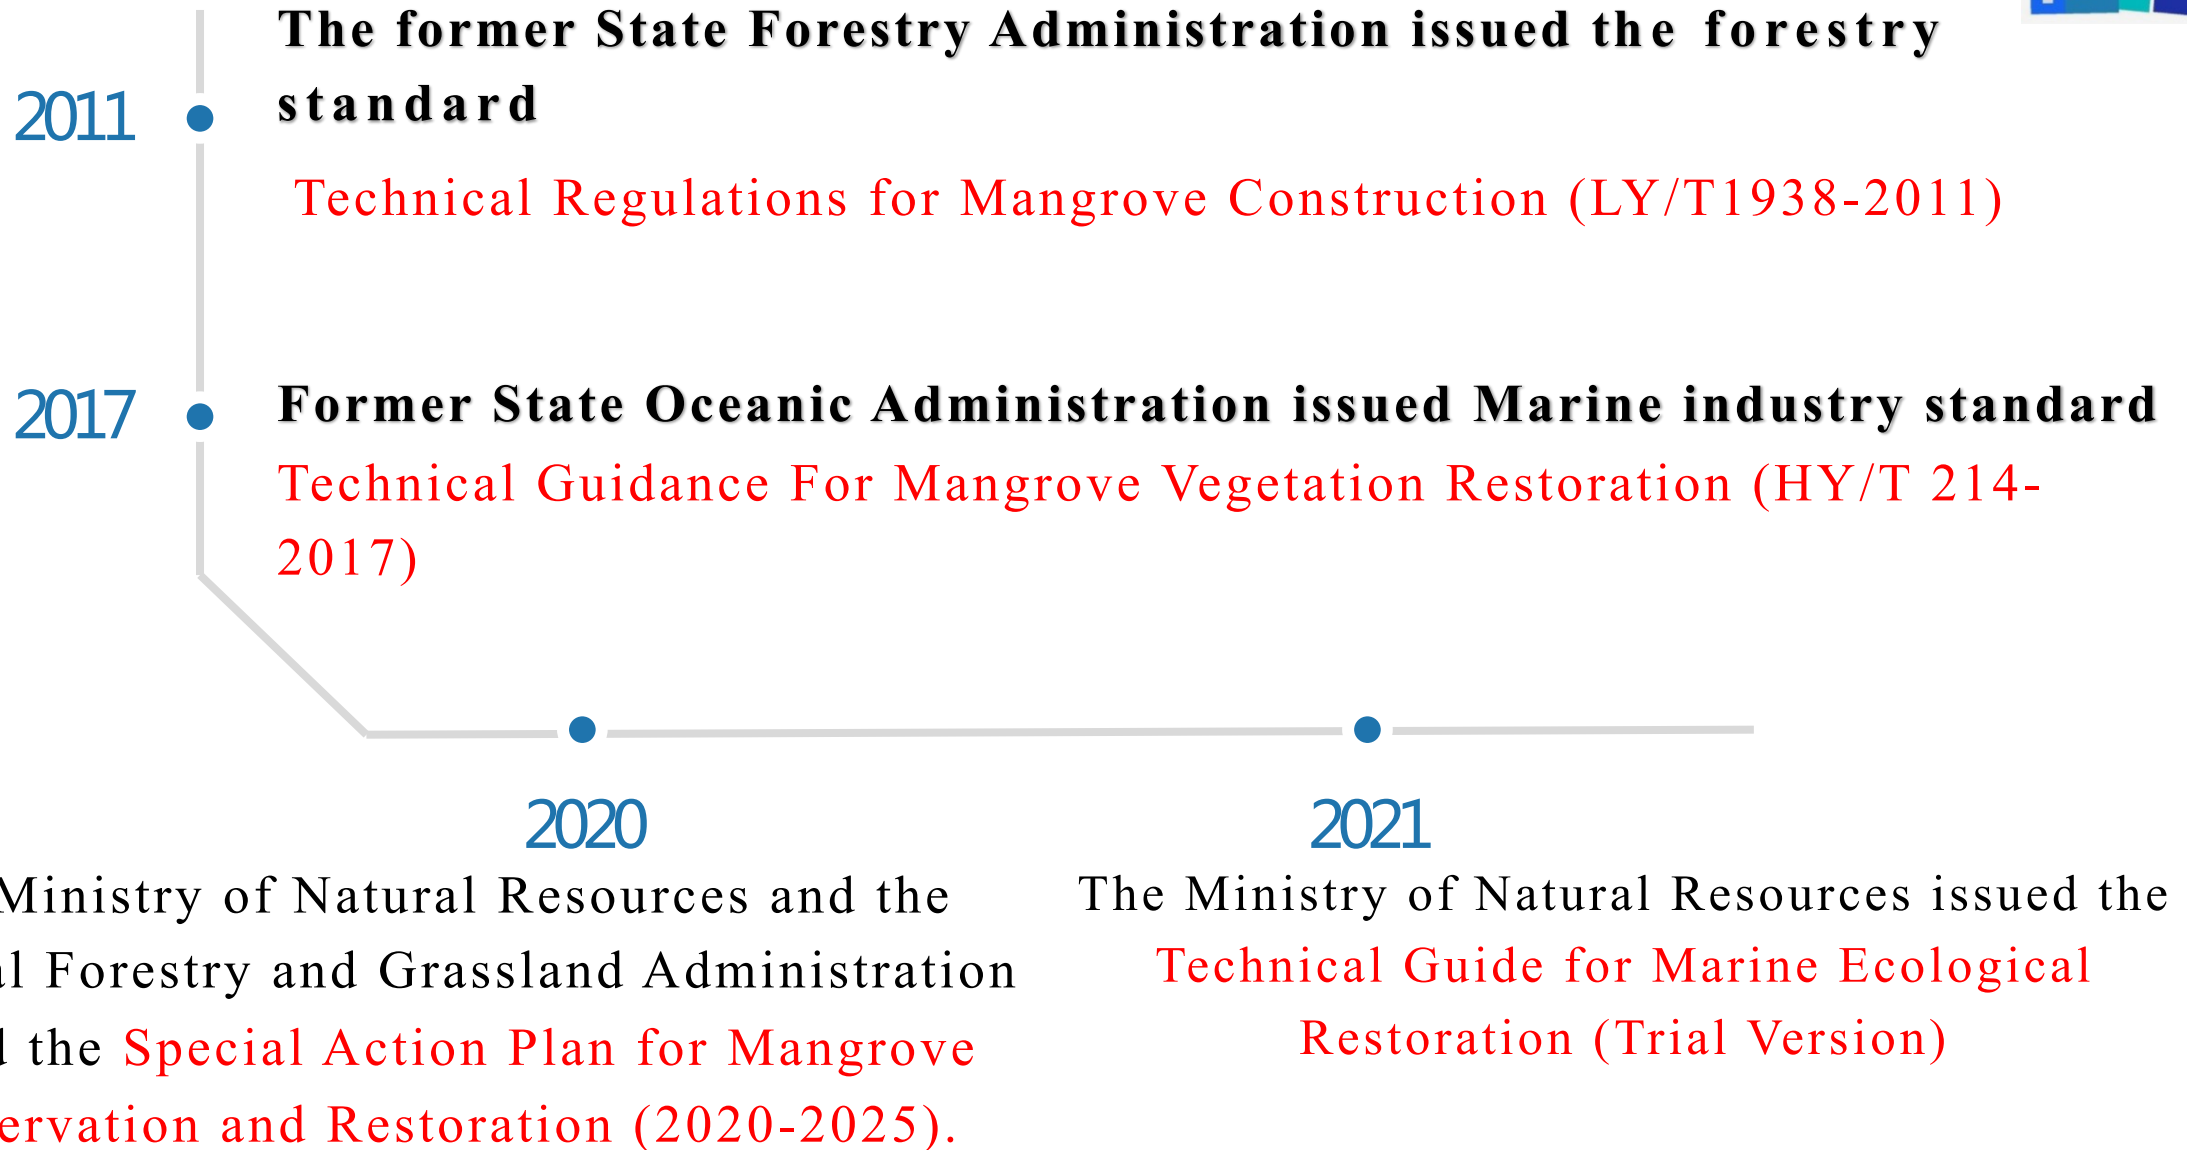 The former State Forestry Administration issued the forestry
standard
2011
Technical Regulations for Mangrove Construction (LY/T1938-2011)
2017
Former State Oceanic Administration issued Marine industry standard
Technical Guidance For Mangrove Vegetation Restoration (HY/T 214-
2017)
2020
Ministry of Natural Resources and the
Forestry and Grassland Administration
the Special Action Plan for Mangrove
and Restoration (2020-2025).
2021
The Ministry of Natural Resources issued the
Technical Guide for Marine Ecological
Restoration (Trial Version)